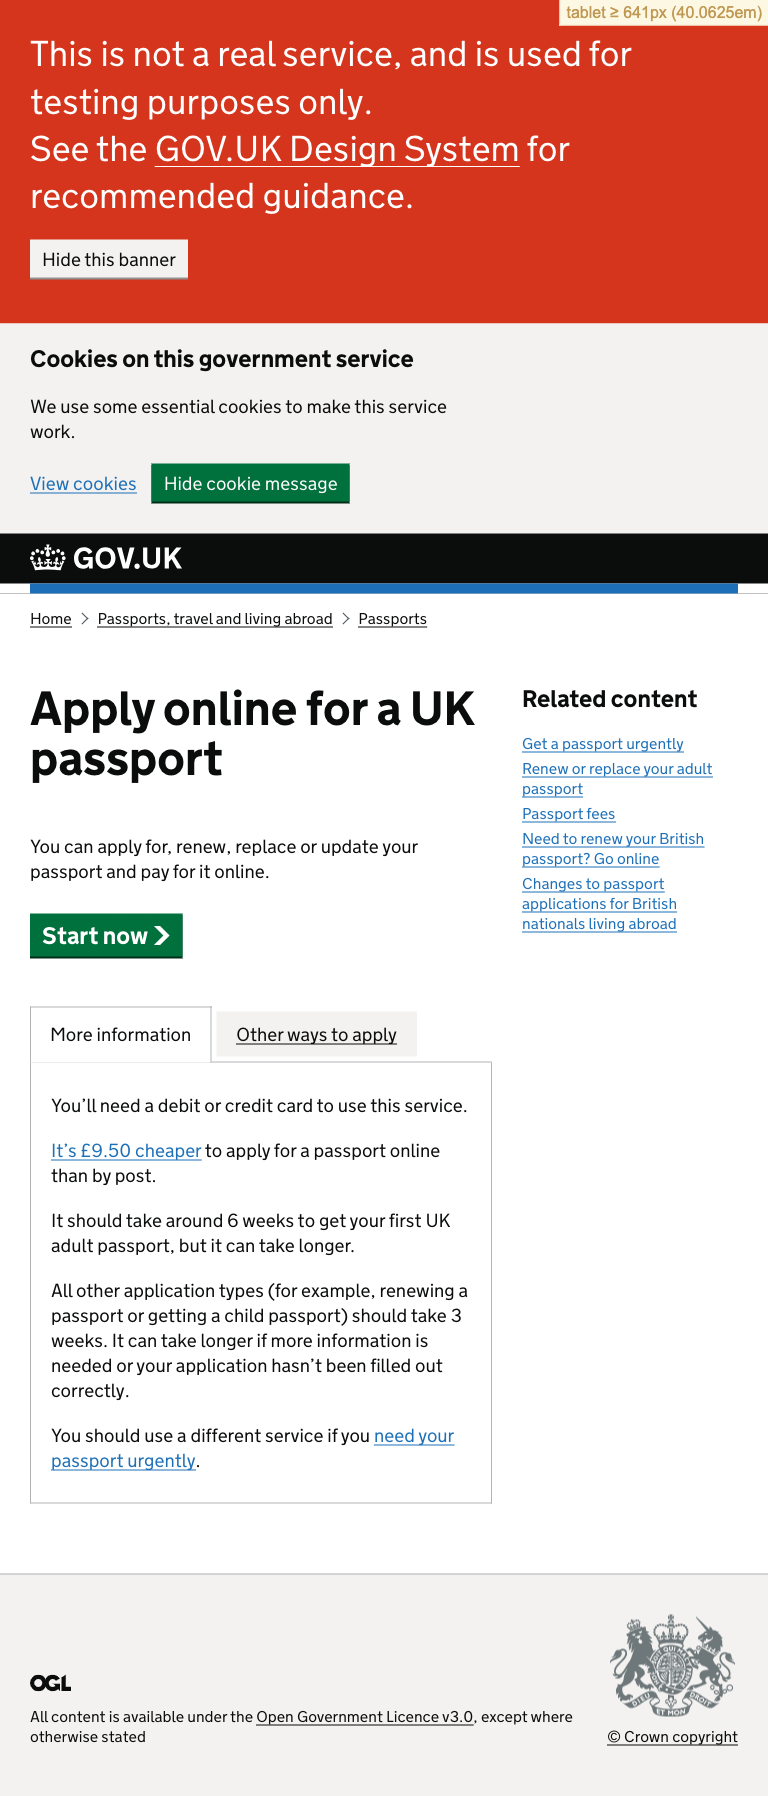 tablet ≥ 641px (40.0625em)
This is not a real service, and is used for
testing purposes only.
See the GOV.UK Design System for
recommended guidance.
Hide this banner
Cookies on this government service
We use some essential cookies to make this service
work.
View cookies Hide cookie message
GOV.UK
Home Passports, travel and living abroad Passports
Apply online for a UK
passport
You can apply for, renew, replace or update your
passport and pay for it online.
Start now
More information Other ways to apply
You’ll need a debit or credit card to use this service.
It’s £9.50 cheaper to apply for a passport online
than by post.
It should take around 6 weeks to get your first UK
adult passport, but it can take longer.
All other application types (for example, renewing a
passport or getting a child passport) should take 3
weeks. It can take longer if more information is
needed or your application hasn’t been filled out
correctly.
You should use a different service if you need your
passport urgently.
Related content
Get a passport urgently
Renew or replace your adult
passport
Passport fees
Need to renew your British
passport? Go online
Changes to passport
applications for British
nationals living abroad
OGL
All content is available under the Open Government Licence v3.0, except where
otherwise stated
DIEU ET MON DROIT
© Crown copyright